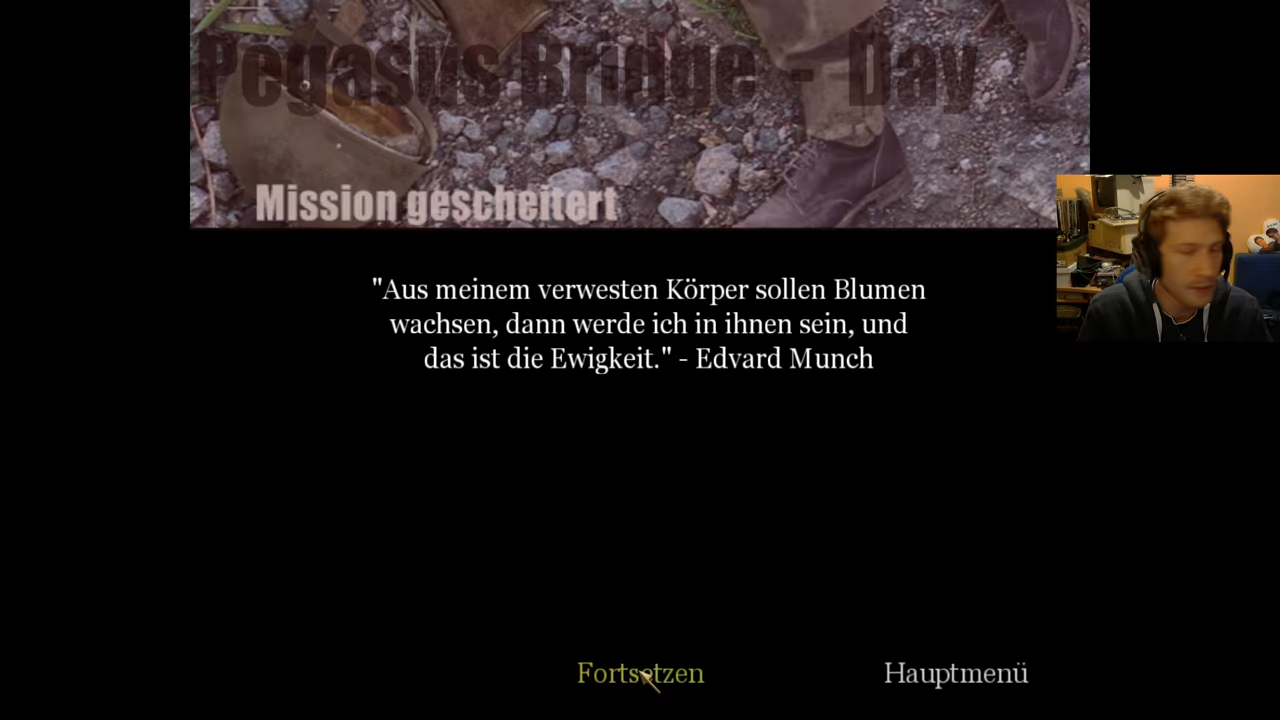 Pegasus Bridge - Day
Mission gescheitert
"Aus meinem verwesten Körper sollen Blumen
wachsen, dann werde ich in ihnen sein, und
das ist die Ewigkeit." - Edvard Munch
Fortsetzen
Hauptmenü